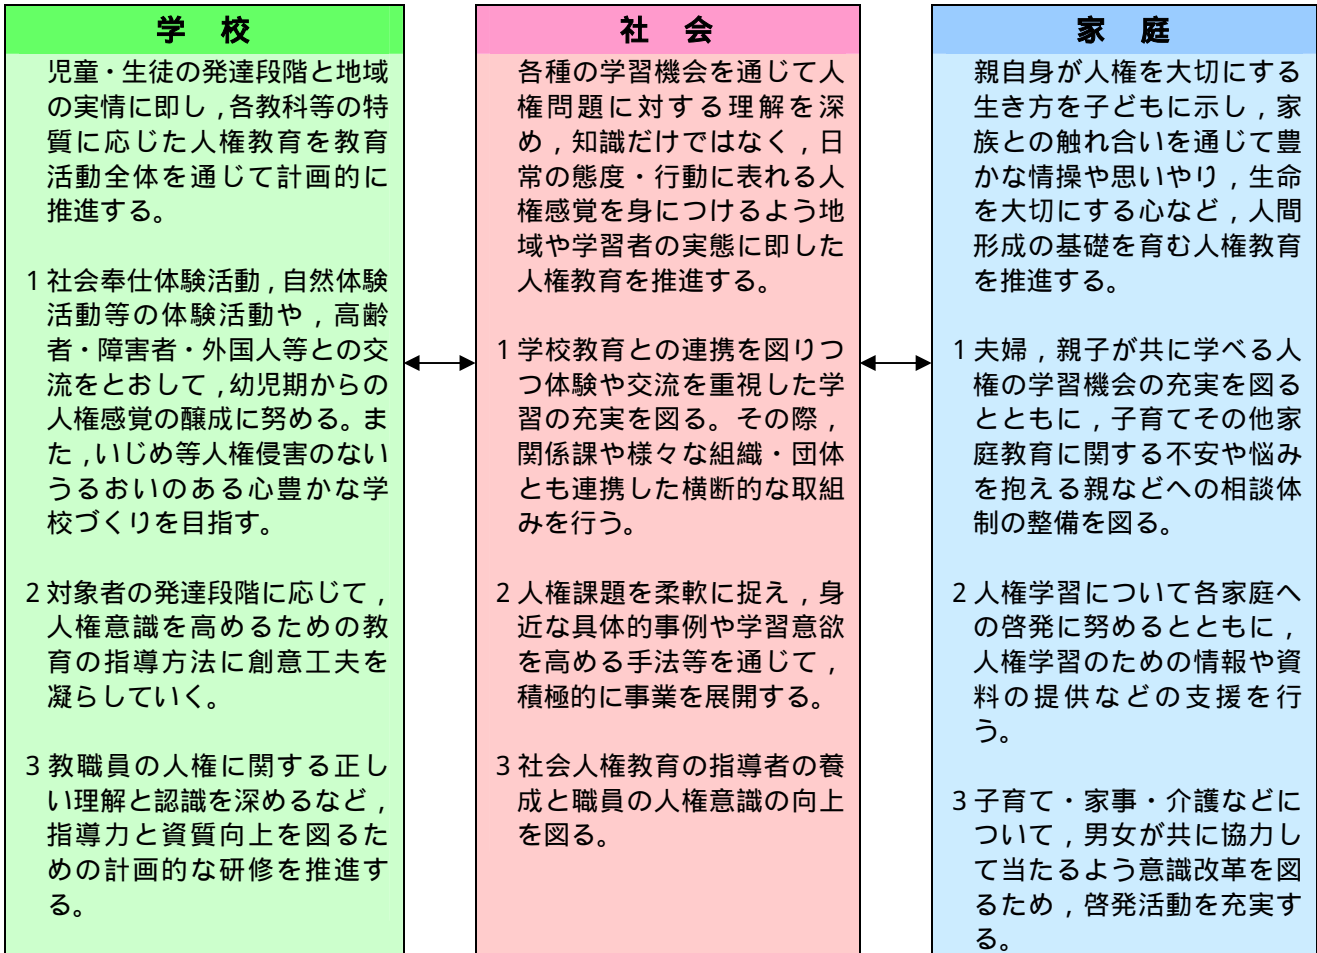 学 校
児童・生徒の発達段階と地域
の実情に即し,各教科等の特
質に応じた人権教育を教育
活動全体を通じて計画的に
推進する。
1 社会奉仕体験活動,自然体験
活動等の体験活動や,高齢
者・障害者・外国人等との交
流をとおして,幼児期からの
人権感覚の醸成に努める。ま
た,いじめ等人権侵害のない
うるおいのある心豊かな学
校づくりを目指す。
2 対象者の発達段階に応じて,
人権意識を高めるための教
育の指導方法に創意工夫を
凝らしていく。
3 教職員の人権に関する正し
い理解と認識を深めるなど,
指導力と資質向上を図るた
めの計画的な研修を推進す
る。
社 会
各種の学習機会を通じて人
権問題に対する理解を深
め,知識だけではなく,日
常の態度・行動に表れる人
権感覚を身につけるよう地
域や学習者の実態に即した
人権教育を推進する。
1 学校教育との連携を図りつ
つ体験や交流を重視した学
習の充実を図る。その際,
関係課や様々な組織・団体
とも連携した横断的な取組
みを行う。
2 人権課題を柔軟に捉え,身
近な具体的事例や学習意欲
を高める手法等を通じて,
積極的に事業を展開する。
3 社会人権教育の指導者の養
成と職員の人権意識の向上
を図る。
家 庭
親自身が人権を大切にする
生き方を子どもに示し,家
族との触れ合いを通じて豊
かな情操や思いやり,生命
を大切にする心など,人間
形成の基礎を育む人権教育
を推進する。
1 夫婦,親子が共に学べる人
権の学習機会の充実を図る
とともに,子育てその他家
庭教育に関する不安や悩み
を抱える親などへの相談体
制の整備を図る。
2 人権学習について各家庭へ
の啓発に努めるとともに,
人権学習のための情報や資
料の提供などの支援を行
う。
3 子育て・家事・介護などに
ついて,男女が共に協力し
て当たるよう意識改革を図
るため,啓発活動を充実す
る。